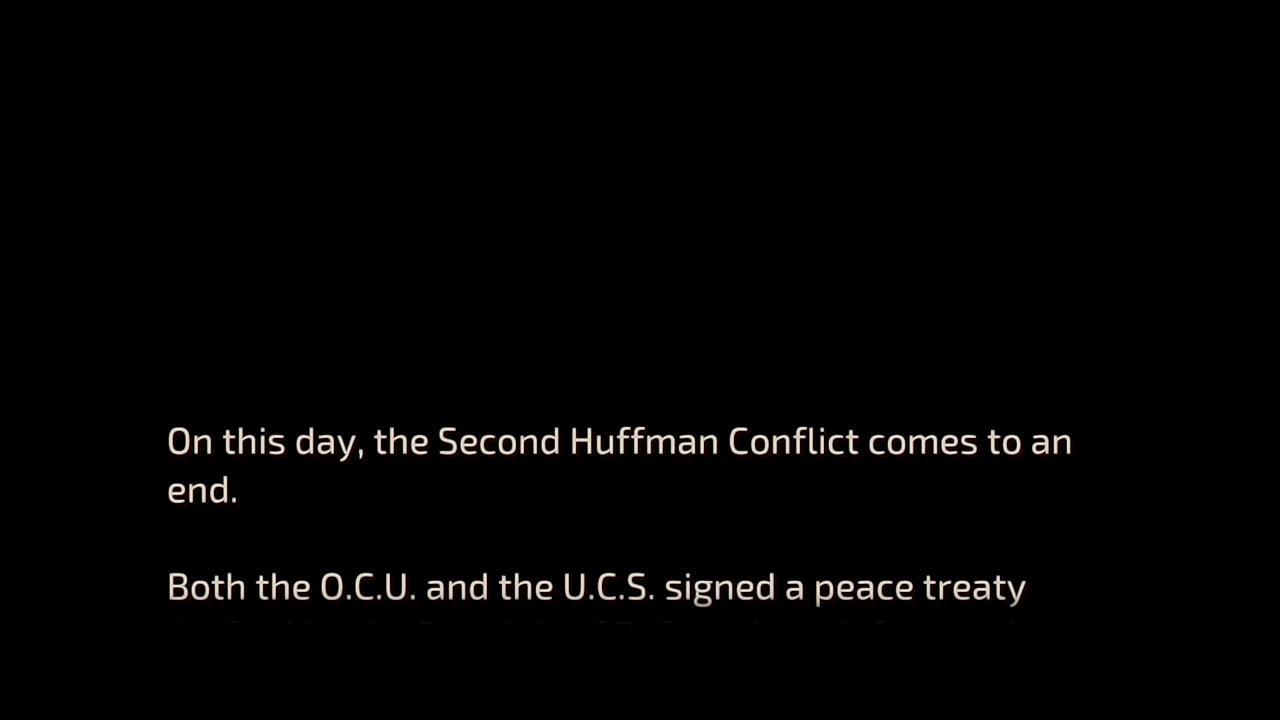 On this day, the Second Huffman Conflict comes to an
end.
Both the O.C.U. and the U.C.S. signed a peace treaty